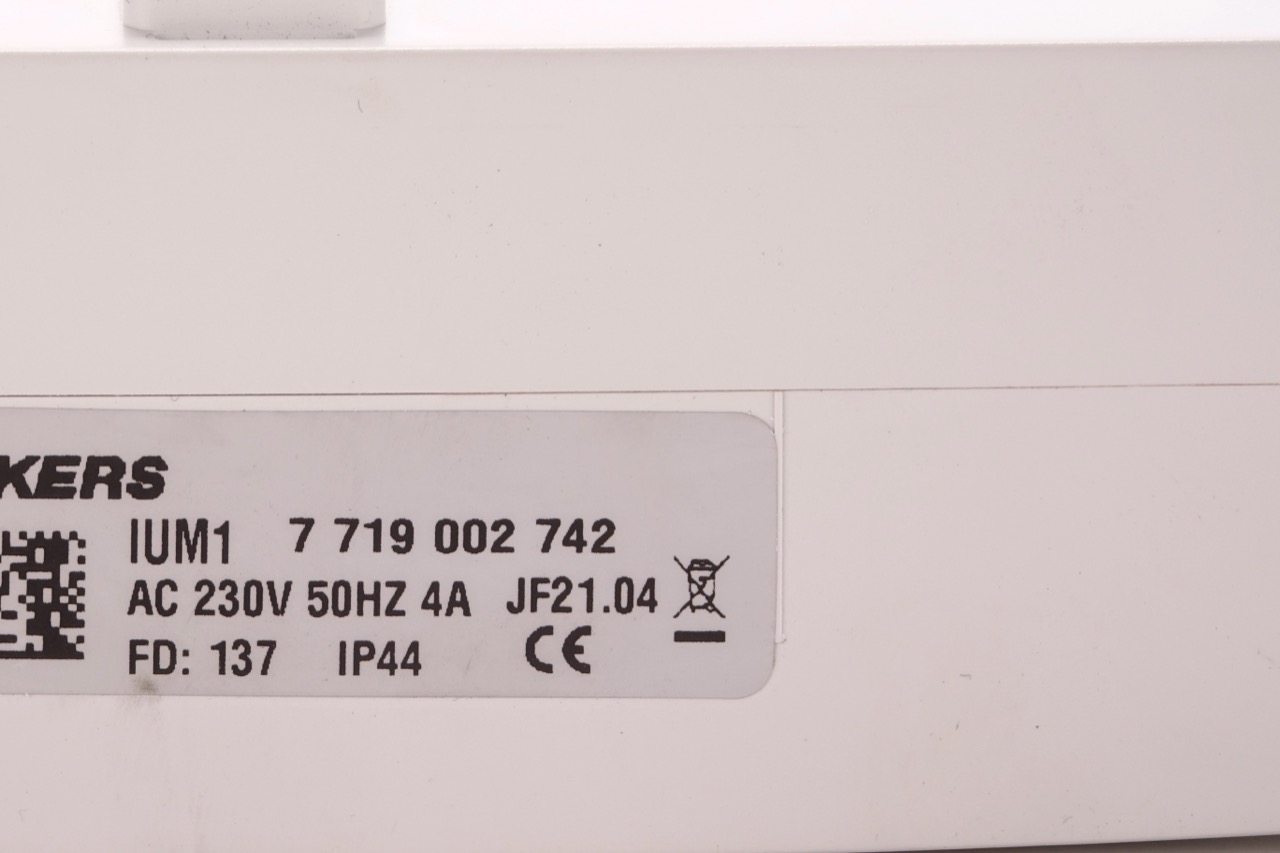 KERS
IUM1 7 719 002 742
AC 230V 50HZ 4A JF21.04
FD: 137 IP44 CE